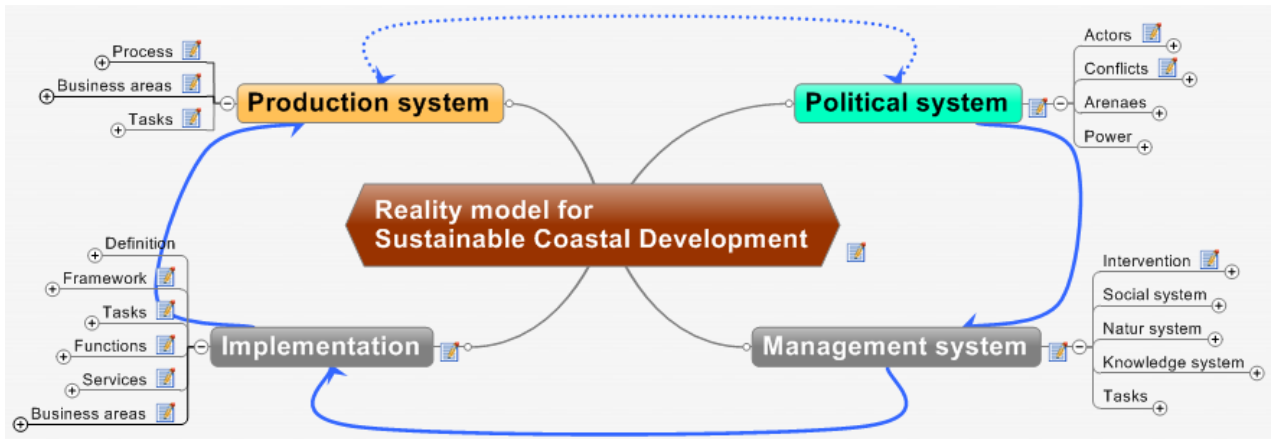 Process
Business areas
Tasks
Production system
Political system
Actors
Conflicts
Arenaes
Power
Reality model for
Sustainable Coastal Development
Definition
Framework
Tasks
Functions
Services
Business areas
Implementation
Management system
Intervention
Social system
Natur system
Knowledge system
Tasks